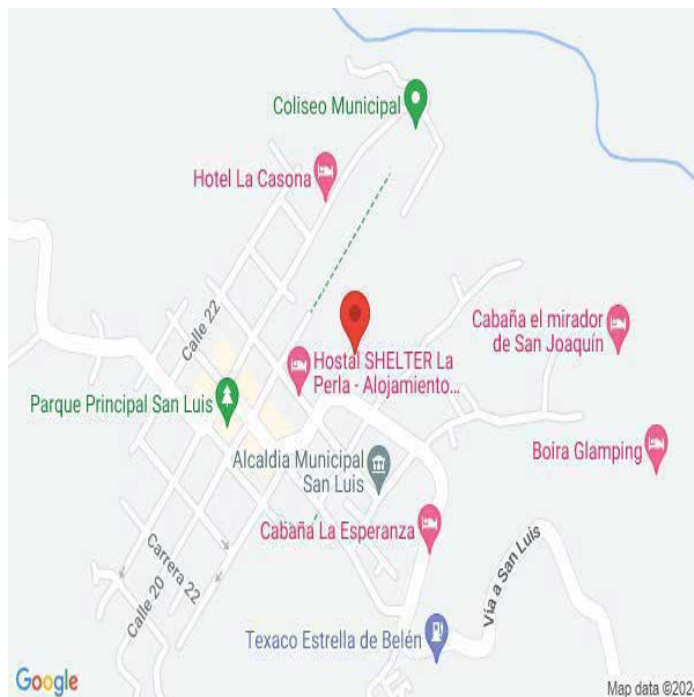 Coliseo Municipal
Hotel La Casona
Calle 22
Cabaña el mirador
de San Joaquín
Hostal SHELTER La
Perla - Alojamiento...
Parque Principal San Luis
Boira Glamping
Alcaldia Municipal
San Luis
Cabaña La Esperanza
Carrera 22
Calle 20
Vía a San Luis
Texaco Estrella de Belén
Google
Map data ©202